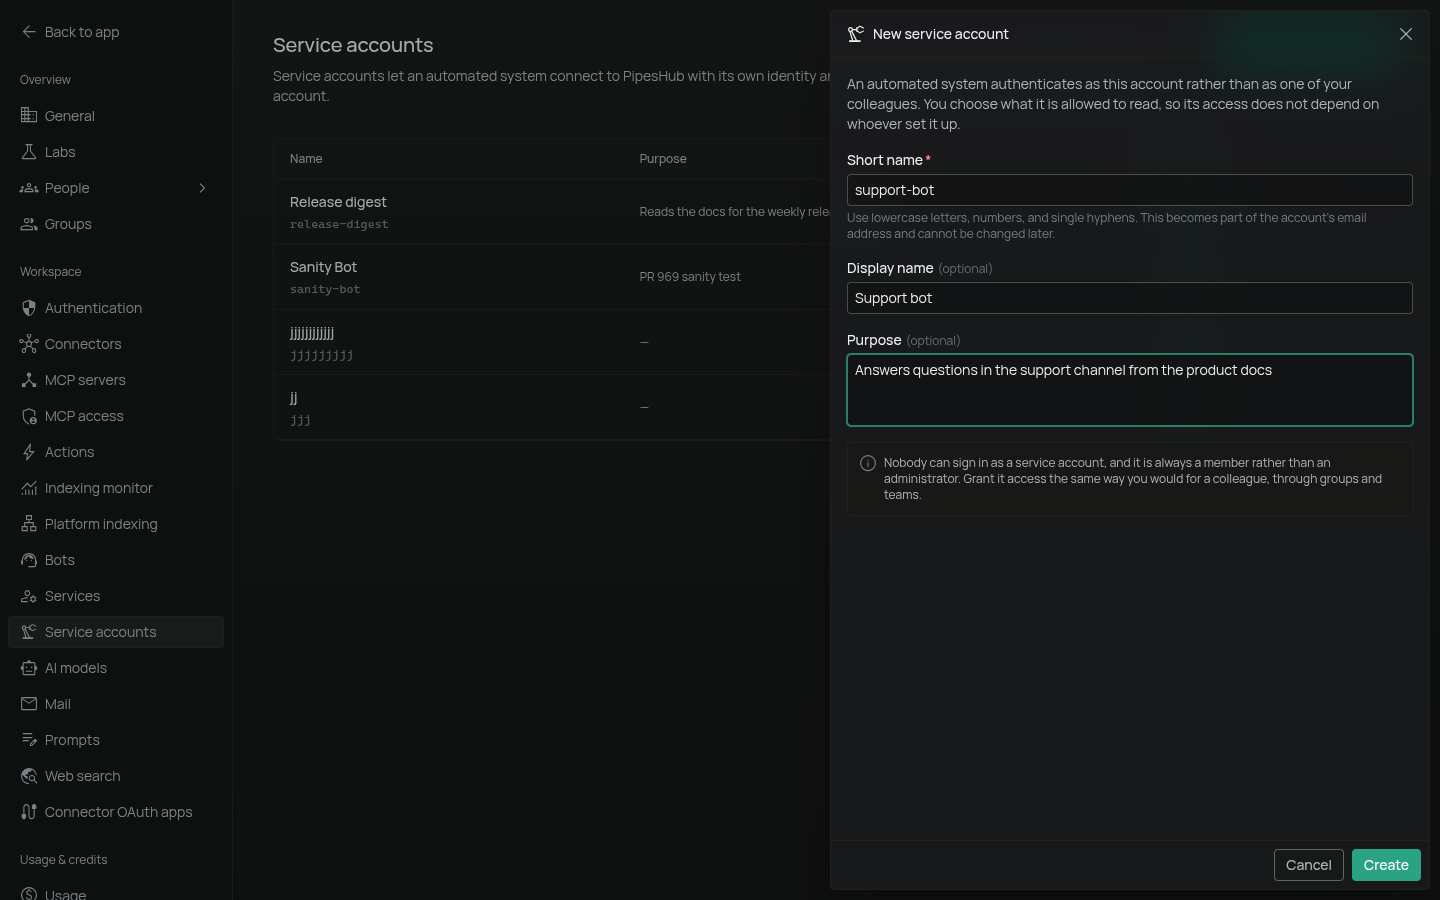 Back to app
Overview
General
Labs
People
Groups
Workspace
Authentication
Connectors
MCP servers
MCP access
Actions
Indexing monitor
Platform indexing
Bots
Services
Service accounts
AI models
Mail
Prompts
Web search
Connector OAuth apps
Usage & credits
Usage
Service accounts
Service accounts let an automated system connect to PipesHub with its own identity
account.
Name Purpose
Release digest
release-digest
Reads the docs for the weekly
Sanity Bot
sanity-bot
PR 969 sanity test
jjjjjjjjjjjj
jjjjjjjjj
—
jj
jjj
—
New service account
An automated system authenticates as this account rather than as one of your
colleagues. You choose what it is allowed to read, so its access does not depend on
whoever set it up.
Short name *
support-bot
Use lowercase letters, numbers, and single hyphens. This becomes part of the account's email
address and cannot be changed later.
Display name (optional)
Support bot
Purpose (optional)
Answers questions in the support channel from the product docs
Nobody can sign in as a service account, and it is always a member rather than an
administrator. Grant it access the same way you would for a colleague, through groups and
teams.
Cancel Create